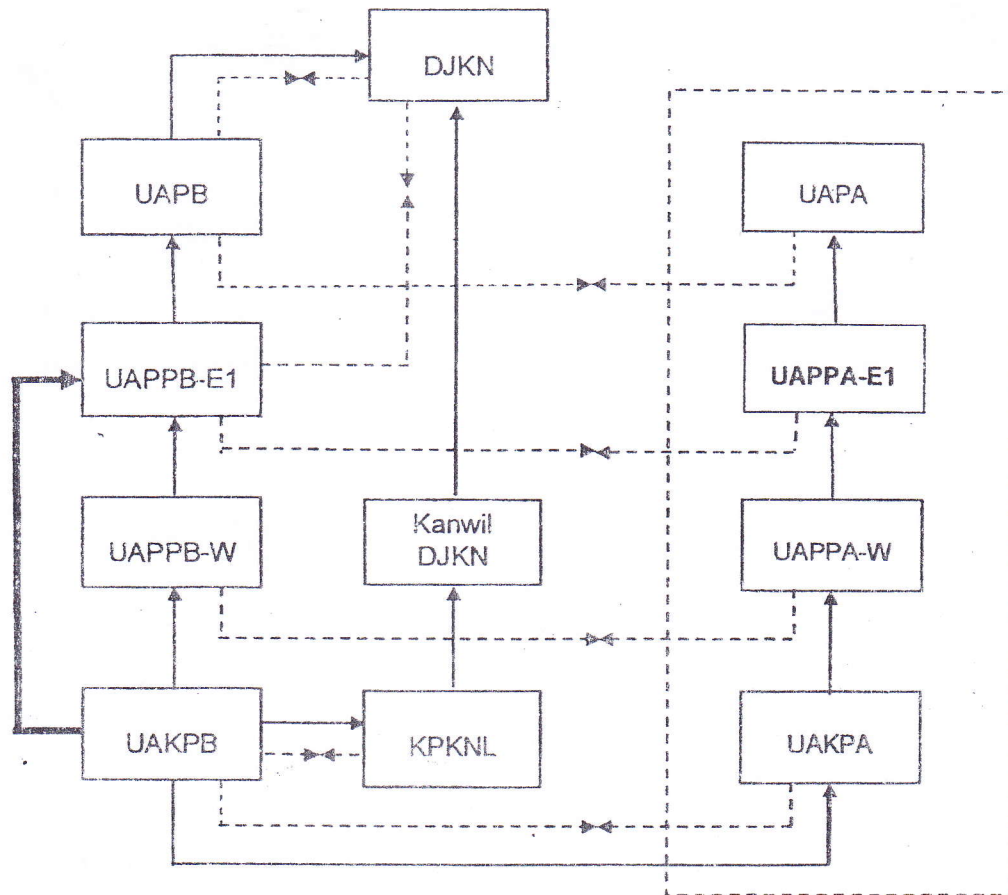 DJKN
UAPB
UAPA
UAPPB-E1
UAPPA-E1
UAPPB-W
Kanwil
DJKN
UAPPA-W
UAKPB
KPKNL
UAKPA